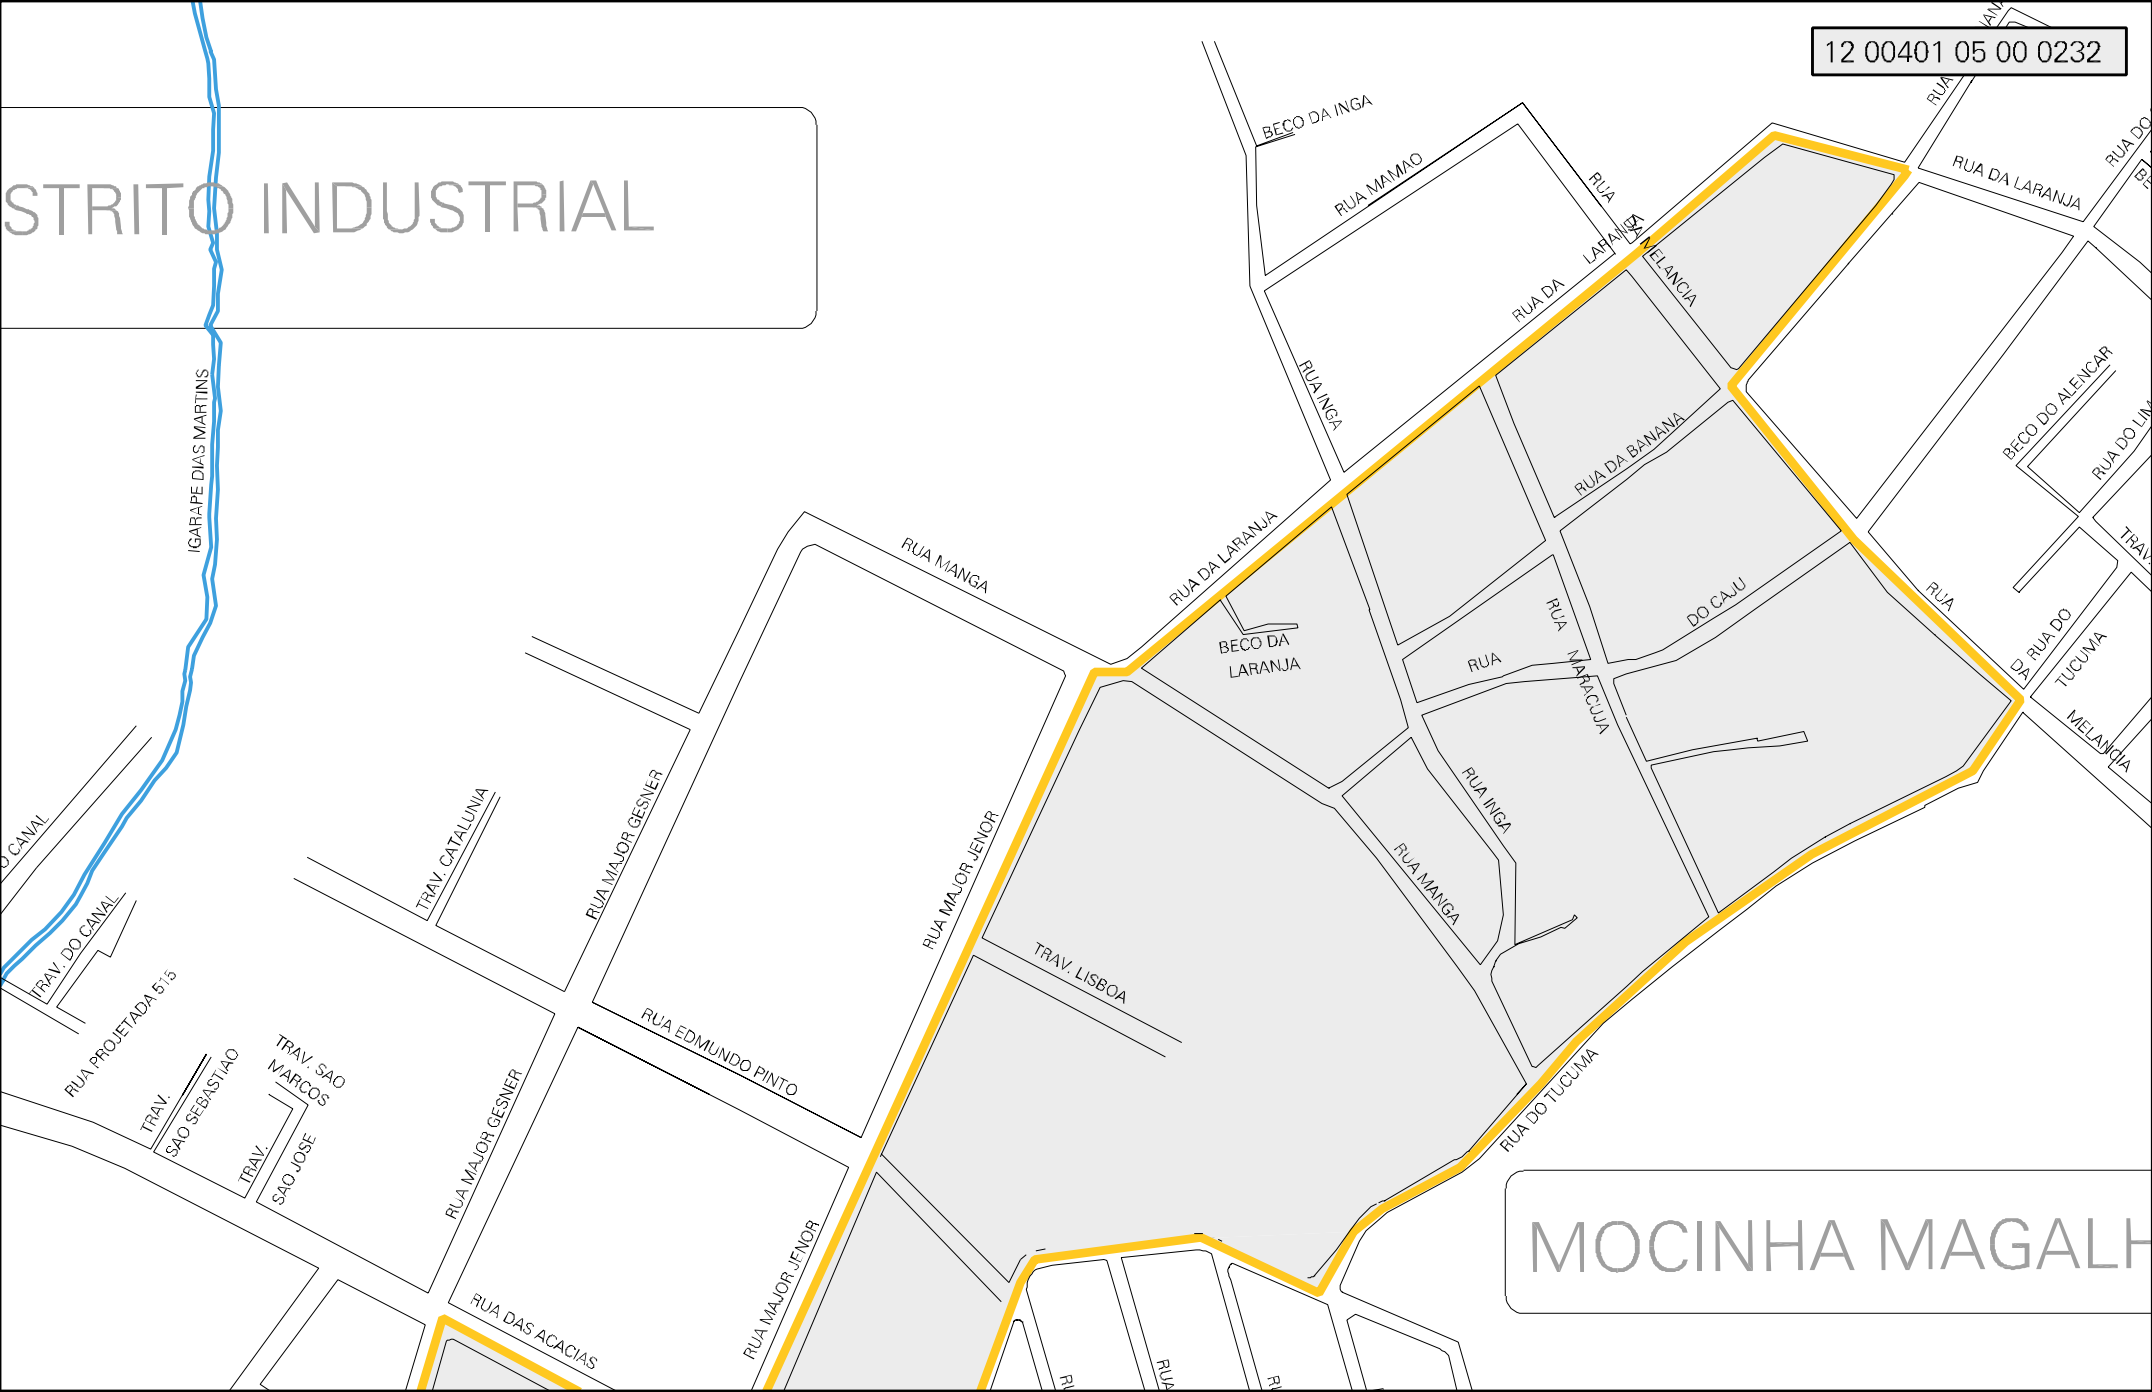 12 00401 05 00 0232
BECO DA INGA
RUA MAMAO
RUA
DA MELANCIA
RUA
RUA DA LARANJA
RUA DO
STRITO INDUSTRIAL
RUA DA
LARANJA
RUA INGA
IGARAPE DIAS MARTINS
BECO DO ALENCAR
RUA DO LIM
RUA DA BANANA
TRAV.
RUA MANGA
RUA DA LARANJA
BECO DA
LARANJA
RUA
DO CAJU
RUA
MARACUJA
RUA
DA
MELANCIA
RUA DO
TUCUMA
O CANAL
TRAV. CATALUNIA
RUA MAJOR GESNER
RUA MAJOR JENOR
RUA INGA
RUA MANGA
TRAV. DO CANAL
RUA PROJETADA 515
TRAV. LISBOA
RUA EDMUNDO PINTO
TRAV.
SAO SEBASTIAO
TRAV. SAO
MARCOS
TRAV.
SAO JOSE
RUA MAJOR GESNER
RUA MAJOR JENOR
RUA DO TUCUMA
MOCINHA MAGALH
RUA DAS ACACIAS
RUA